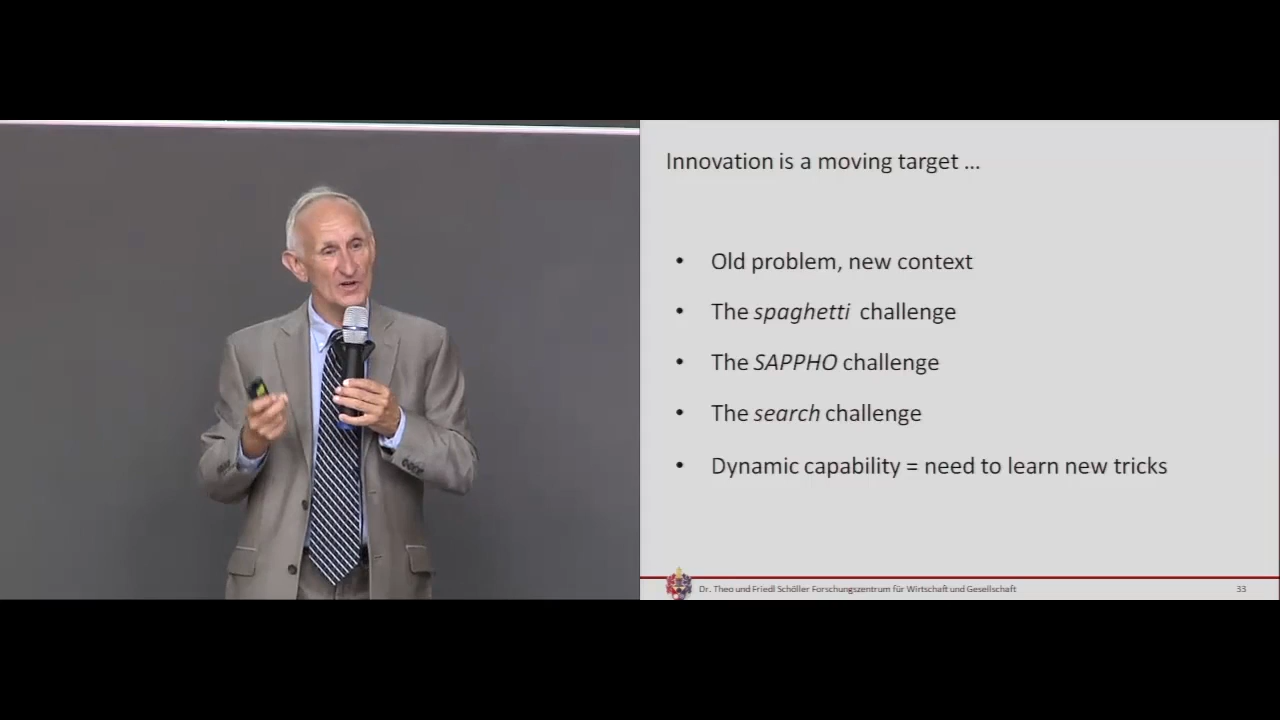 Innovation is a moving target ...
• Old problem, new context
• The spaghetti challenge
• The SAPPHO challenge
• The search challenge
• Dynamic capability = need to learn new tricks
Dr. Theo und Friedl Schöller Forschungszentrum für Wirtschaft und Gesellschaft
33